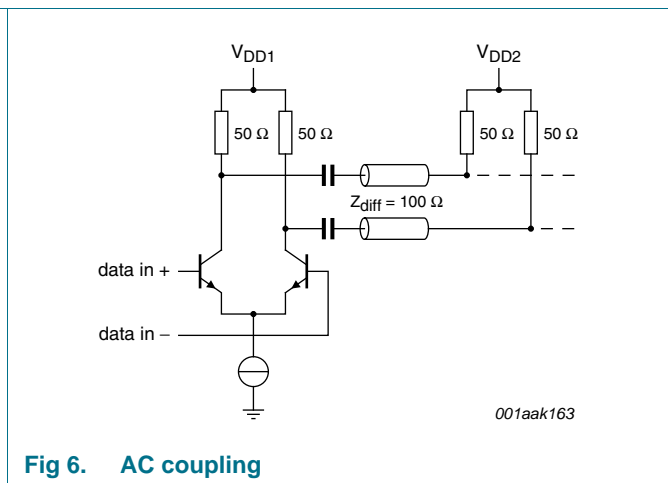 VDD1 VDD2
50 Ω 50 Ω 50 Ω 50 Ω
Zdiff = 100 Ω
data in +
data in −
001aak163
Fig 6. AC coupling